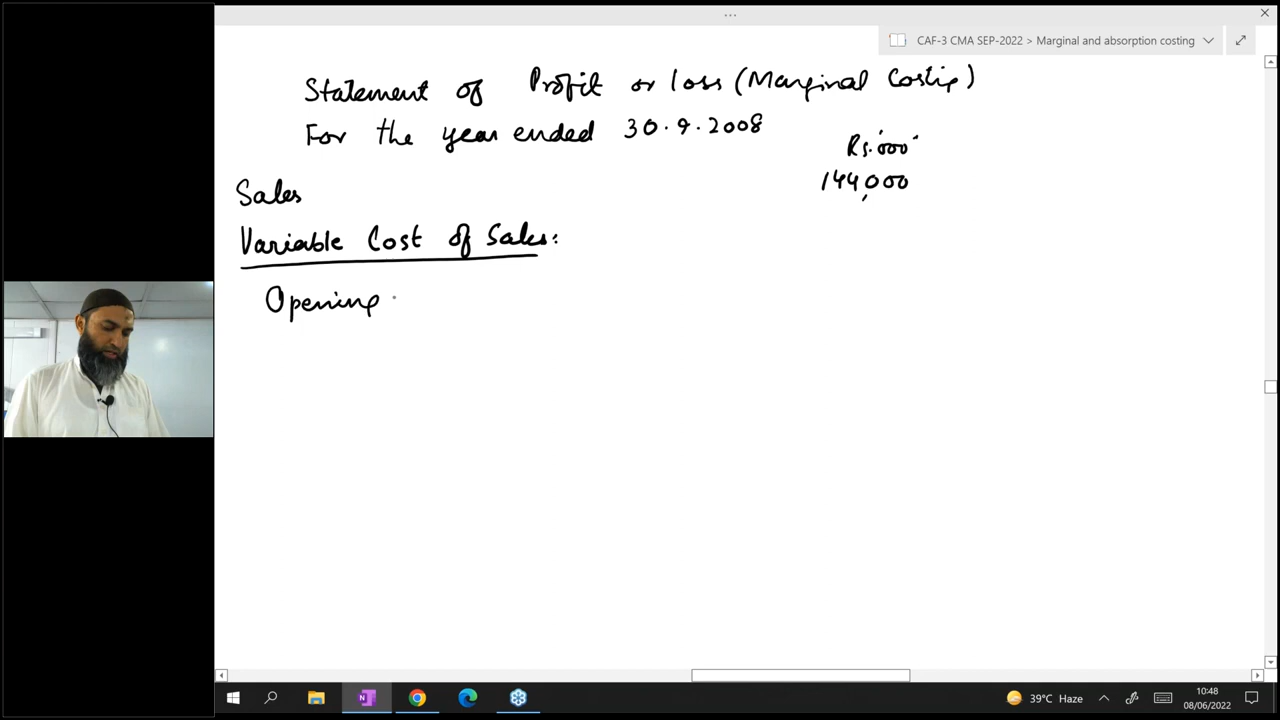 CAF-3 CMA SEP-2022 > Marginal and absorption costing
Statement of Profit or loss (Marginal Costing)
For the year ended 30.9.2008
Rs.'000'
Sales 144,000
Variable Cost of Sales:
Opening
39°C Haze
10:48
08/06/2022